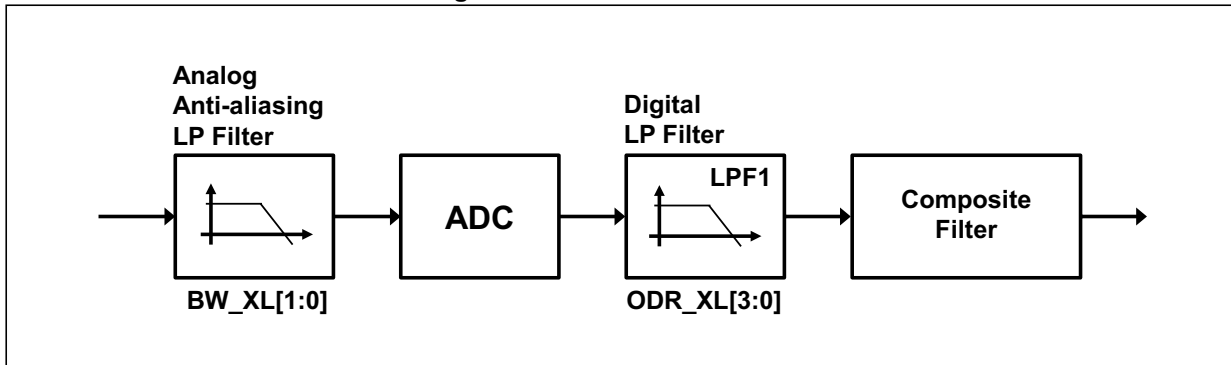 Analog
Anti-aliasing
LP Filter
BW_XL[1:0]
ADC
Digital
LP Filter
LPF1
ODR_XL[3:0]
Composite
Filter